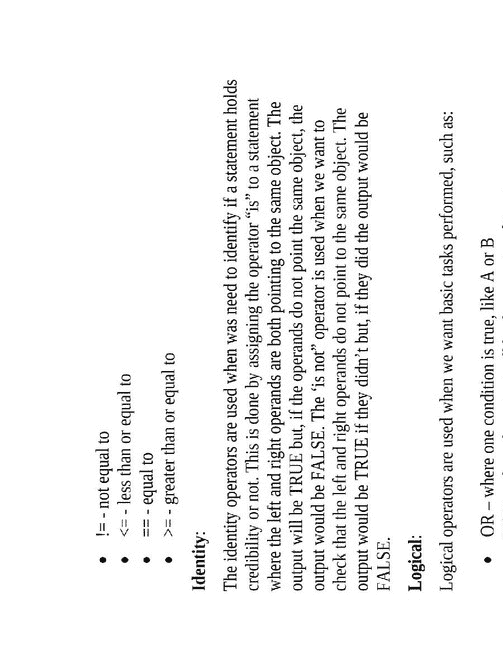 • != - not equal to
• <= - less than or equal to
• == - equal to
• >= - greater than or equal to
Identity:
The identity operators are used when was need to identify if a statement holds
credibility or not. This is done by assigning the operator “is” to a statement
where the left and right operands are both pointing to the same object. The
output will be TRUE but, if the operands do not point the same object, the
output would be FALSE. The ‘is not” operator is used when we want to
check that the left and right operands do not point to the same object. The
output would be TRUE if they didn’t but, if they did the output would be
FALSE.
Logical:
Logical operators are used when we want basic tasks performed, such as:
• OR – where one condition is true, like A or B